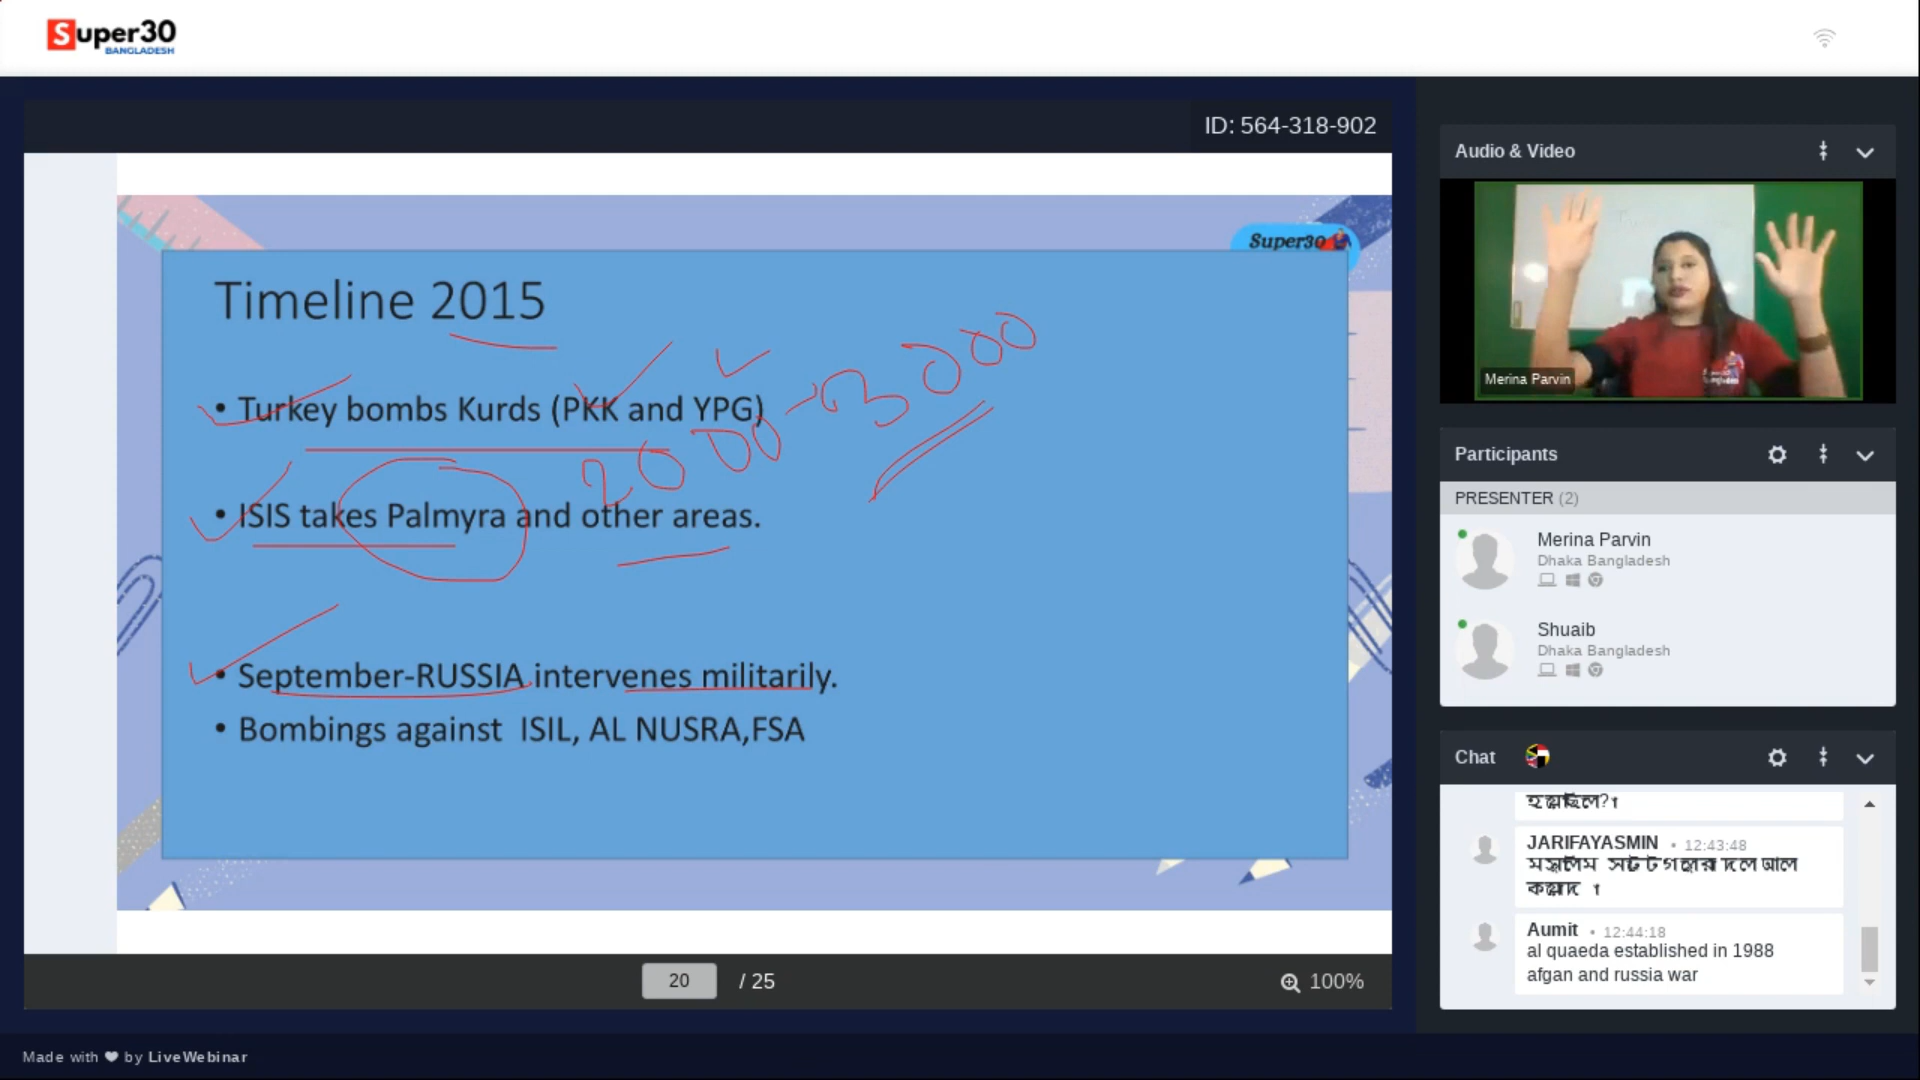 Super30
BANGLADESH
ID: 564-318-902
Super30
Timeline 2015
• Turkey bombs Kurds (PKK and YPG)
2000-3000
• ISIS takes Palmyra and other areas.
• September-RUSSIA intervenes militarily.
• Bombings against ISIL, AL NUSRA,FSA
20 / 25
100%
Audio & Video
Merina Parvin
Participants
PRESENTER (2)
Merina Parvin
Dhaka Bangladesh
Shuaib
Dhaka Bangladesh
Chat
JARIFAYASMIN • 12:43:48
Aumit • 12:44:18
al quaeda established in 1988
afgan and russia war
Made with ❤ by LiveWebinar